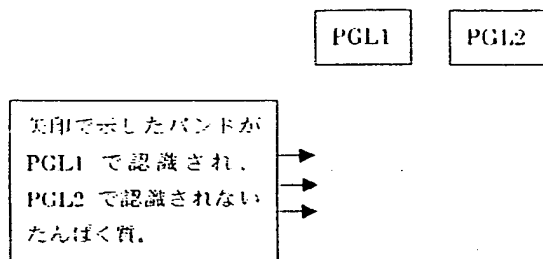 PGL1 PGL2
矢印で示したバンドが
PGL1 で認識され、
PGL2 で認識されない
たんぱく質。